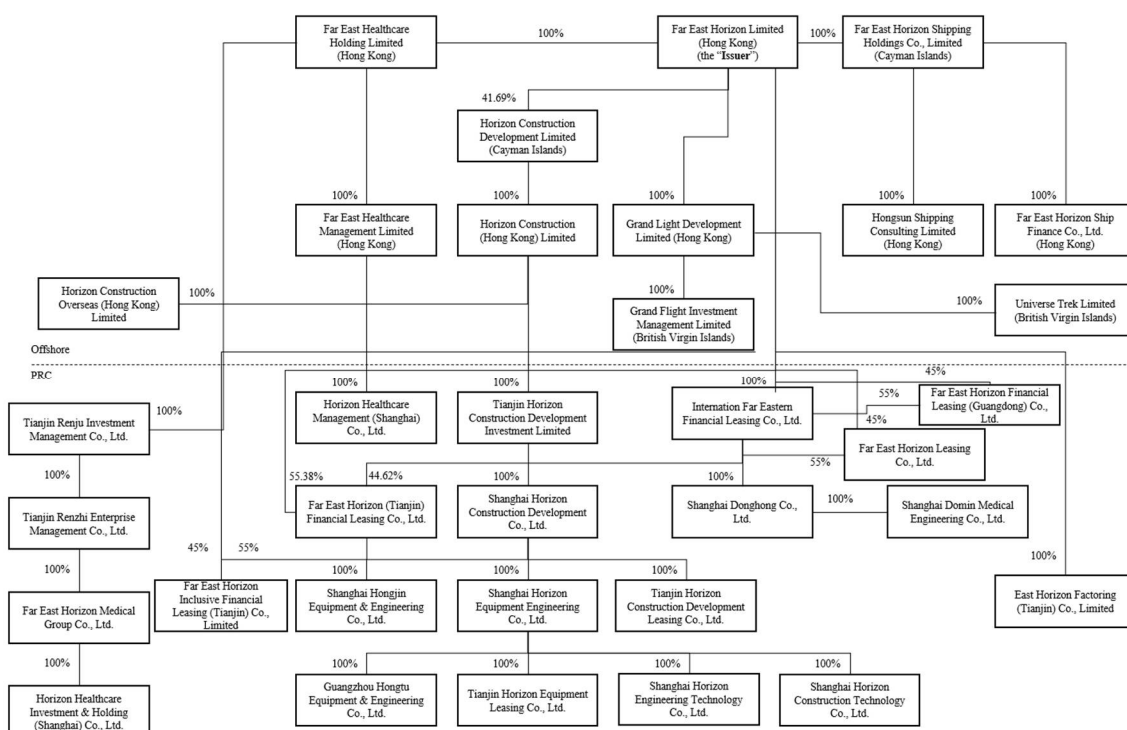 Far East Healthcare
Holding Limited
(Hong Kong)
100%
Far East Horizon Limited
(Hong Kong)
(the "Issuer")
100%
Far East Horizon Shipping
Holdings Co., Limited
(Cayman Islands)
41.69%
Horizon Construction
Development Limited
(Cayman Islands)
100%
100%
100%
100%
100%
Far East Healthcare
Management Limited
(Hong Kong)
Horizon Construction
(Hong Kong) Limited
Grand Light Development
Limited (Hong Kong)
Hongsun Shipping
Consulting Limited
(Hong Kong)
Far East Horizon Ship
Finance Co., Ltd.
(Hong Kong)
Horizon Construction
Overseas (Hong Kong)
Limited
100%
100%
Grand Flight Investment
Management Limited
(British Virgin Islands)
100%
Universe Trek Limited
(British Virgin Islands)
Offshore
PRC
Tianjin Renju Investment
Management Co., Ltd.
100%
100%
Horizon Healthcare
Management (Shanghai)
Co., Ltd.
100%
Tianjin Horizon
Construction Development
Investment Limited
100%
Internation Far Eastern
Financial Leasing Co., Ltd.
45%
55%
Far East Horizon Financial
Leasing (Guangdong) Co.,
Ltd.
45%
55%
Far East Horizon Leasing
Co., Ltd.
100%
55.38%
44.62%
100%
100%
Tianjin Renzhi Enterprise
Management Co., Ltd.
Far East Horizon (Tianjin)
Financial Leasing Co., Ltd.
Shanghai Horizon
Construction Development
Co., Ltd.
Shanghai Donghong Co.,
Ltd.
100%
Shanghai Domin Medical
Engineering Co., Ltd.
45%
55%
100%
100%
100%
100%
100%
Far East Horizon Medical
Group Co., Ltd.
Far East Horizon
Inclusive Financial
Leasing (Tianjin) Co.,
Limited
Shanghai Hongjin
Equipment & Engineering
Co., Ltd.
Shanghai Horizon
Equipment Engineering
Co., Ltd.
Tianjin Horizon
Construction Development
Leasing Co., Ltd.
East Horizon Factoring
(Tianjin) Co., Limited
100%
100%
100%
100%
100%
Horizon Healthcare
Investment & Holding
(Shanghai) Co., Ltd.
Guangzhou Hongtu
Equipment & Engineering
Co., Ltd.
Tianjin Horizon Equipment
Leasing Co., Ltd.
Shanghai Horizon
Engineering Technology
Co., Ltd.
Shanghai Horizon
Construction Technology
Co., Ltd.